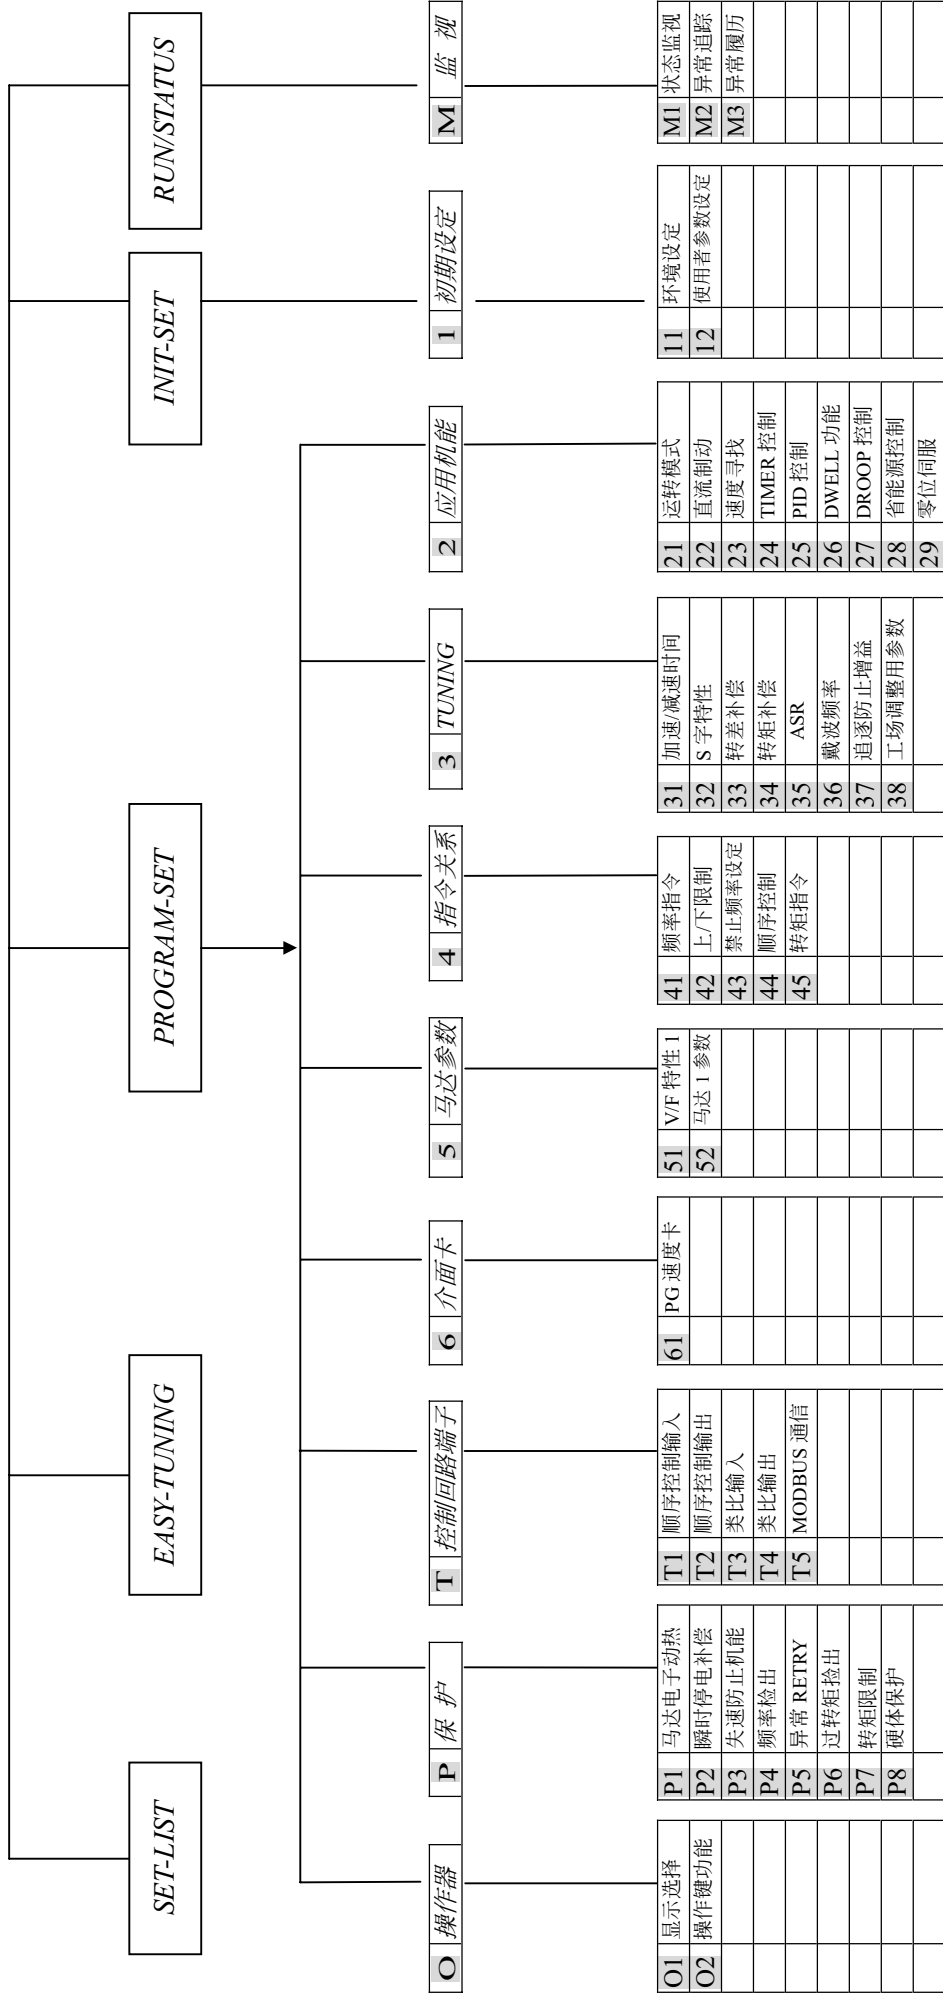 RUN/STATUS
INIT-SET
PROGRAM-SET
EASY-TUNING
SET-LIST
M 监 视
1 初期设定
2 应用机能
3 TUNING
4 指令关系
5 马达参数
6 介面卡
T 控制回路端子
P 保 护
O 操作器
M1 状态监视
M2 异常追踪
M3 异常履历
11 环境设定
12 使用者参数设定
21 运转模式
22 直流制动
23 速度寻找
24 TIMER 控制
25 PID 控制
26 DWELL 功能
27 DROOP 控制
28 省能源控制
29 零位伺服
31 加速/减速时间
32 S 字特性
33 转差补偿
34 转矩补偿
35 ASR
36 戴波频率
37 追逐防止增益
38 工场调整用参数
41 频率指令
42 上/下限制
43 禁止频率设定
44 顺序控制
45 转矩指令
51 V/F 特性 1
52 马达 1 参数
61 PG 速度卡
T1 顺序控制输入
T2 顺序控制输出
T3 类比输入
T4 类比输出
T5 MODBUS 通信
P1 马达电子动热
P2 瞬时停电补偿
P3 失速防止机能
P4 频率检出
P5 异常 RETRY
P6 过转矩捡出
P7 转矩限制
P8 硬体保护
O1 显示选择
O2 操作键功能